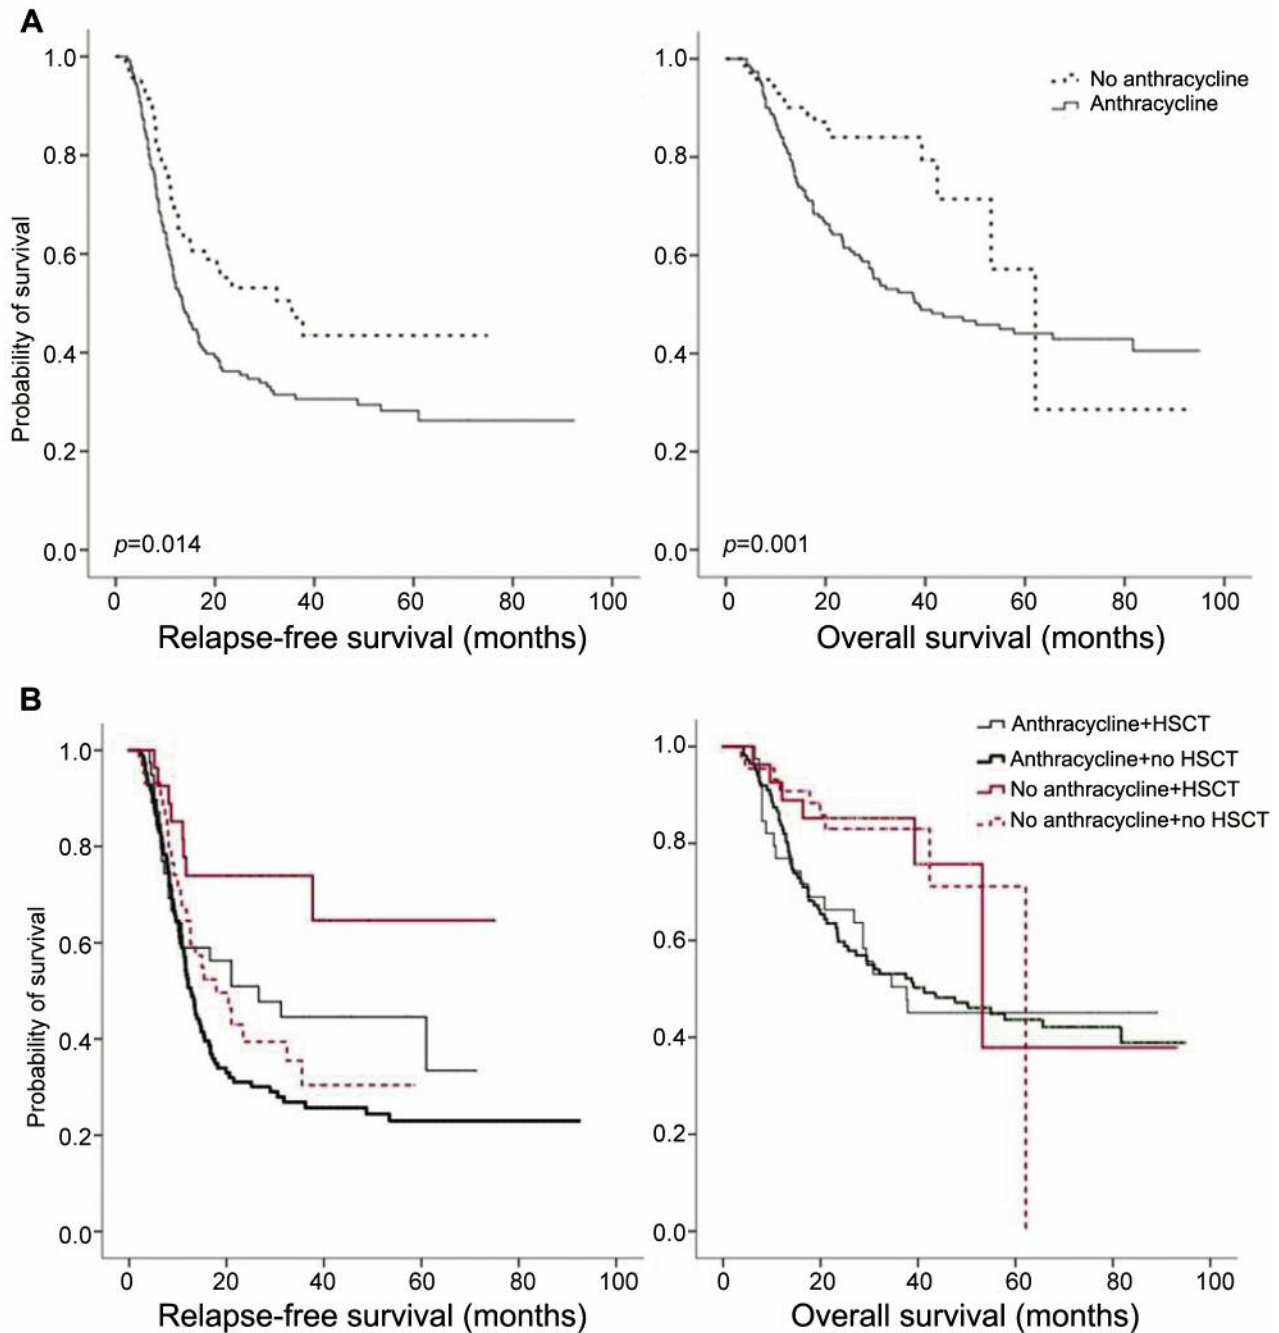 A
Probability of survival
1.0
0.8
0.6
0.4
0.2
0.0
p=0.014
0 20 40 60 80 100
Relapse-free survival (months)
1.0
0.8
0.6
0.4
0.2
0.0
No anthracycline
Anthracycline
p=0.001
0 20 40 60 80 100
Overall survival (months)
B
Probability of survival
1.0
0.8
0.6
0.4
0.2
0.0
0 20 40 60 80 100
Relapse-free survival (months)
1.0
0.8
0.6
0.4
0.2
0.0
Anthracycline+HSCT
Anthracycline+no HSCT
No anthracycline+HSCT
No anthracycline+no HSCT
0 20 40 60 80 100
Overall survival (months)